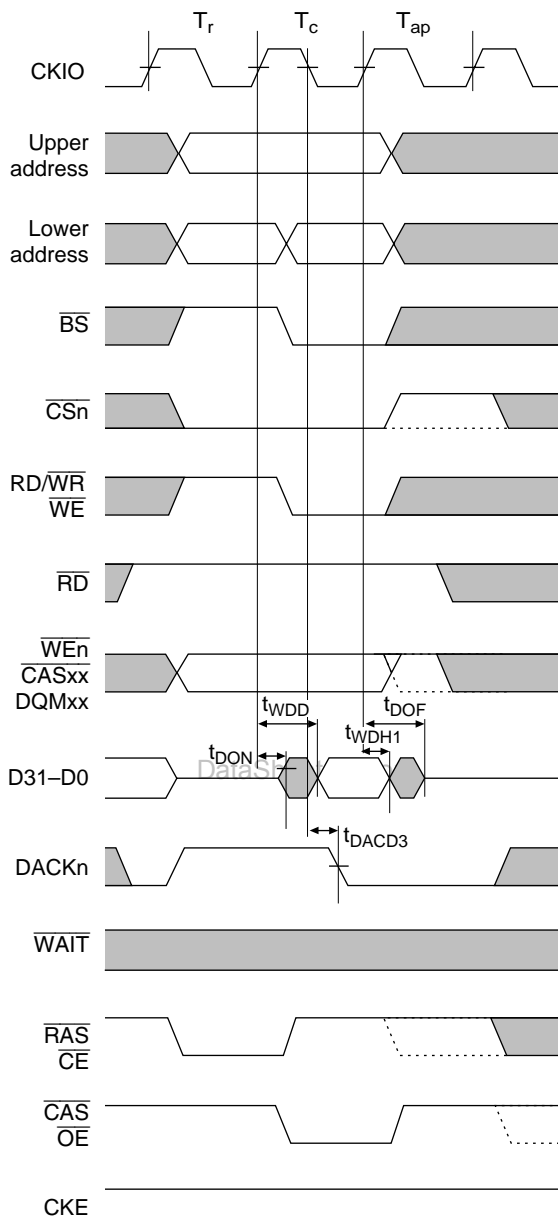 Tr Tc Tap
CKIO
Upper
address
Lower
address
BS
CSn
RD/WR
WE
RD
WEn
CASxx
DQMxx
tWDD tDOF
tDON tWDH1
D31–D0
tDACD3
DACKn
WAIT
RAS
CE
CAS
OE
CKE